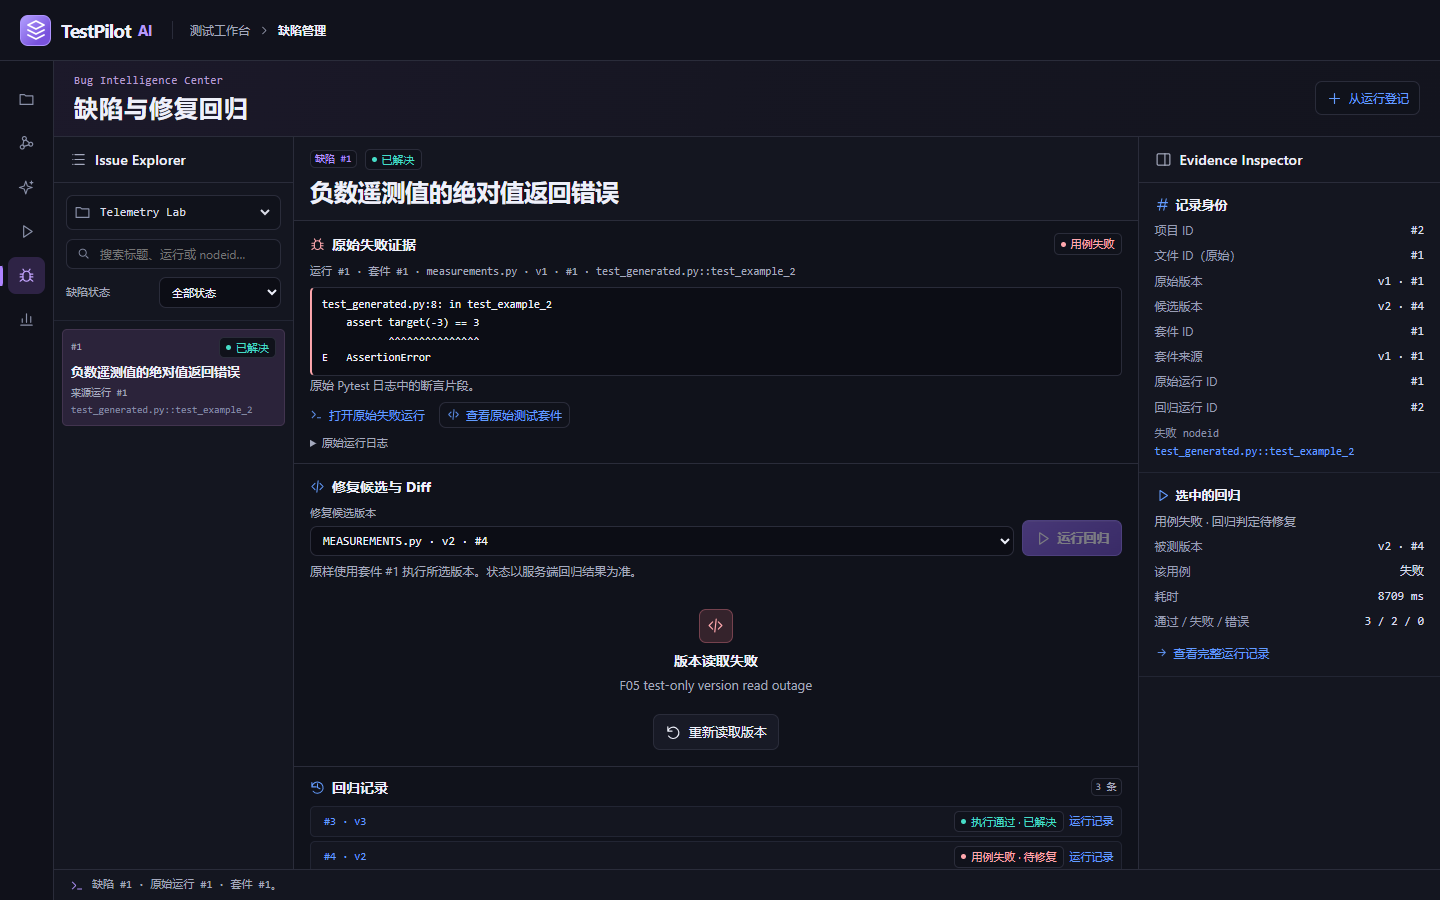 TestPilot AI
测试工作台 > 缺陷管理
Bug Intelligence Center
缺陷与修复回归
从运行登记
Issue Explorer
Telemetry Lab
搜索标题、运行或 nodeid...
缺陷状态
全部状态
#1
已解决
负数遥测值的绝对值返回错误
来源运行 #1
test_generated.py::test_example_2
缺陷 #1
已解决
负数遥测值的绝对值返回错误
原始失败证据
用例失败
运行 #1 · 套件 #1 · measurements.py · v1 · #1 · test_generated.py::test_example_2
test_generated.py:8: in test_example_2
assert target(-3) == 3
^^^^^^^^^^^^^^^
E   AssertionError
原始 Pytest 日志中的断言片段。
打开原始失败运行
查看原始测试套件
原始运行日志
修复候选与 Diff
修复候选版本
MEASUREMENTS.py · v2 · #4
运行回归
原样使用套件 #1 执行所选版本。状态以服务端回归结果为准。
版本读取失败
F05 test-only version read outage
重新读取版本
回归记录
3 条
#3 · v3
执行通过 · 已解决
运行记录
#4 · v2
用例失败 · 待修复
运行记录
Evidence Inspector
记录身份
项目 ID #2
文件 ID（原始） #1
原始版本 v1 · #1
候选版本 v2 · #4
套件 ID #1
套件来源 v1 · #1
原始运行 ID #1
回归运行 ID #2
失败 nodeid
test_generated.py::test_example_2
选中的回归
用例失败 · 回归判定待修复
被测版本 v2 · #4
该用例 失败
耗时 8709 ms
通过 / 失败 / 错误 3 / 2 / 0
查看完整运行记录
缺陷 #1 · 原始运行 #1 · 套件 #1。